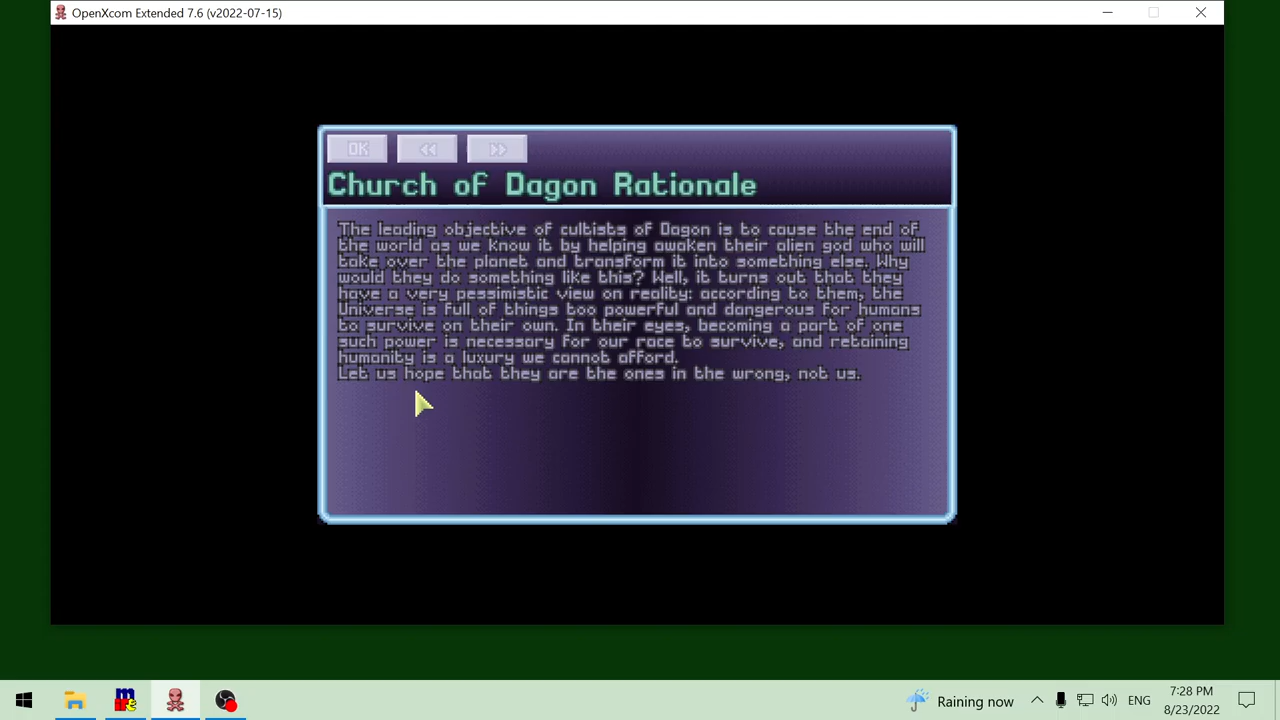 OpenXcom Extended 7.6 (v2022-07-15)
OK
Church of Dagon Rationale
The leading objective of cultists of Dagon is to cause the end of
the world as we know it by helping awaken their alien god who will
take over the planet and transform it into something else. Why
would they do something like this? Well, it turns out that they
have a very pessimistic view on reality: according to them, the
Universe is full of things too powerful and dangerous for humans
to survive on their own. In their eyes, becoming a part of one
such power is necessary for our race to survive, and retaining
humanity is a luxury we cannot afford.
Let us hope that they are the ones in the wrong, not us.
Raining now
ENG
7:28 PM
8/23/2022